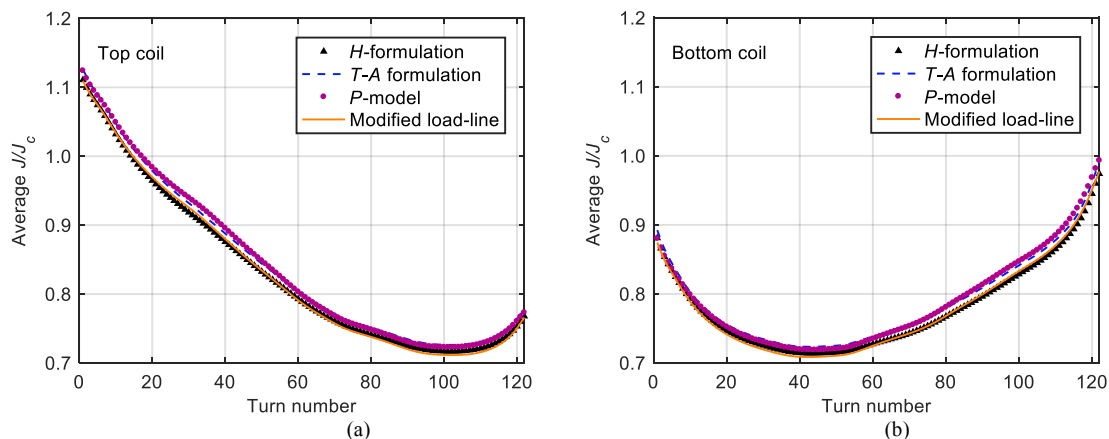 Top coil
H-formulation
T-A formulation
P-model
Modified load-line
1.2
1.1
1.0
0.9
0.8
0.7
Average J/Jc
0
20
40
60
80
100
120
Turn number
(a)
Bottom coil
H-formulation
T-A formulation
P-model
Modified load-line
1.2
1.1
1.0
0.9
0.8
0.7
Average J/Jc
0
20
40
60
80
100
120
Turn number
(b)